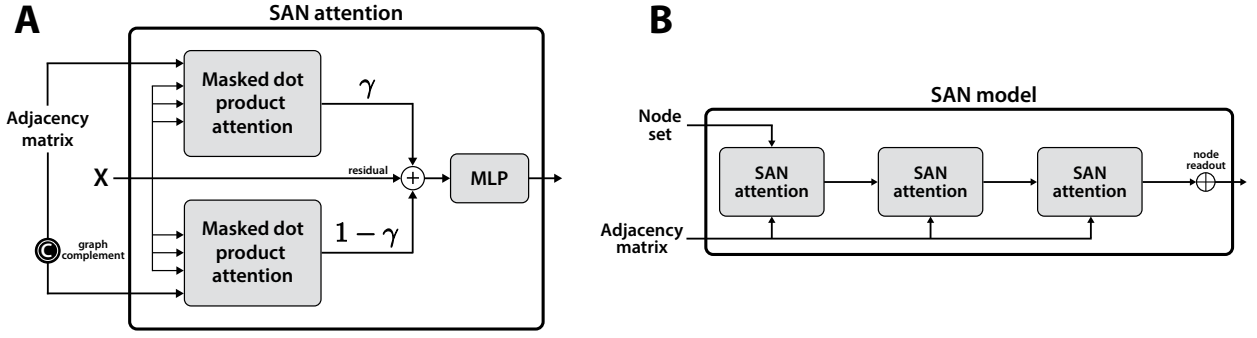 A
SAN attention
Masked dot
product
attention
γ
Adjacency
matrix
X
residual
+
MLP
Masked dot
product
attention
1 − γ
C
graph
complement
B
SAN model
Node
set
SAN
attention
SAN
attention
SAN
attention
node
readout
Adjacency
matrix